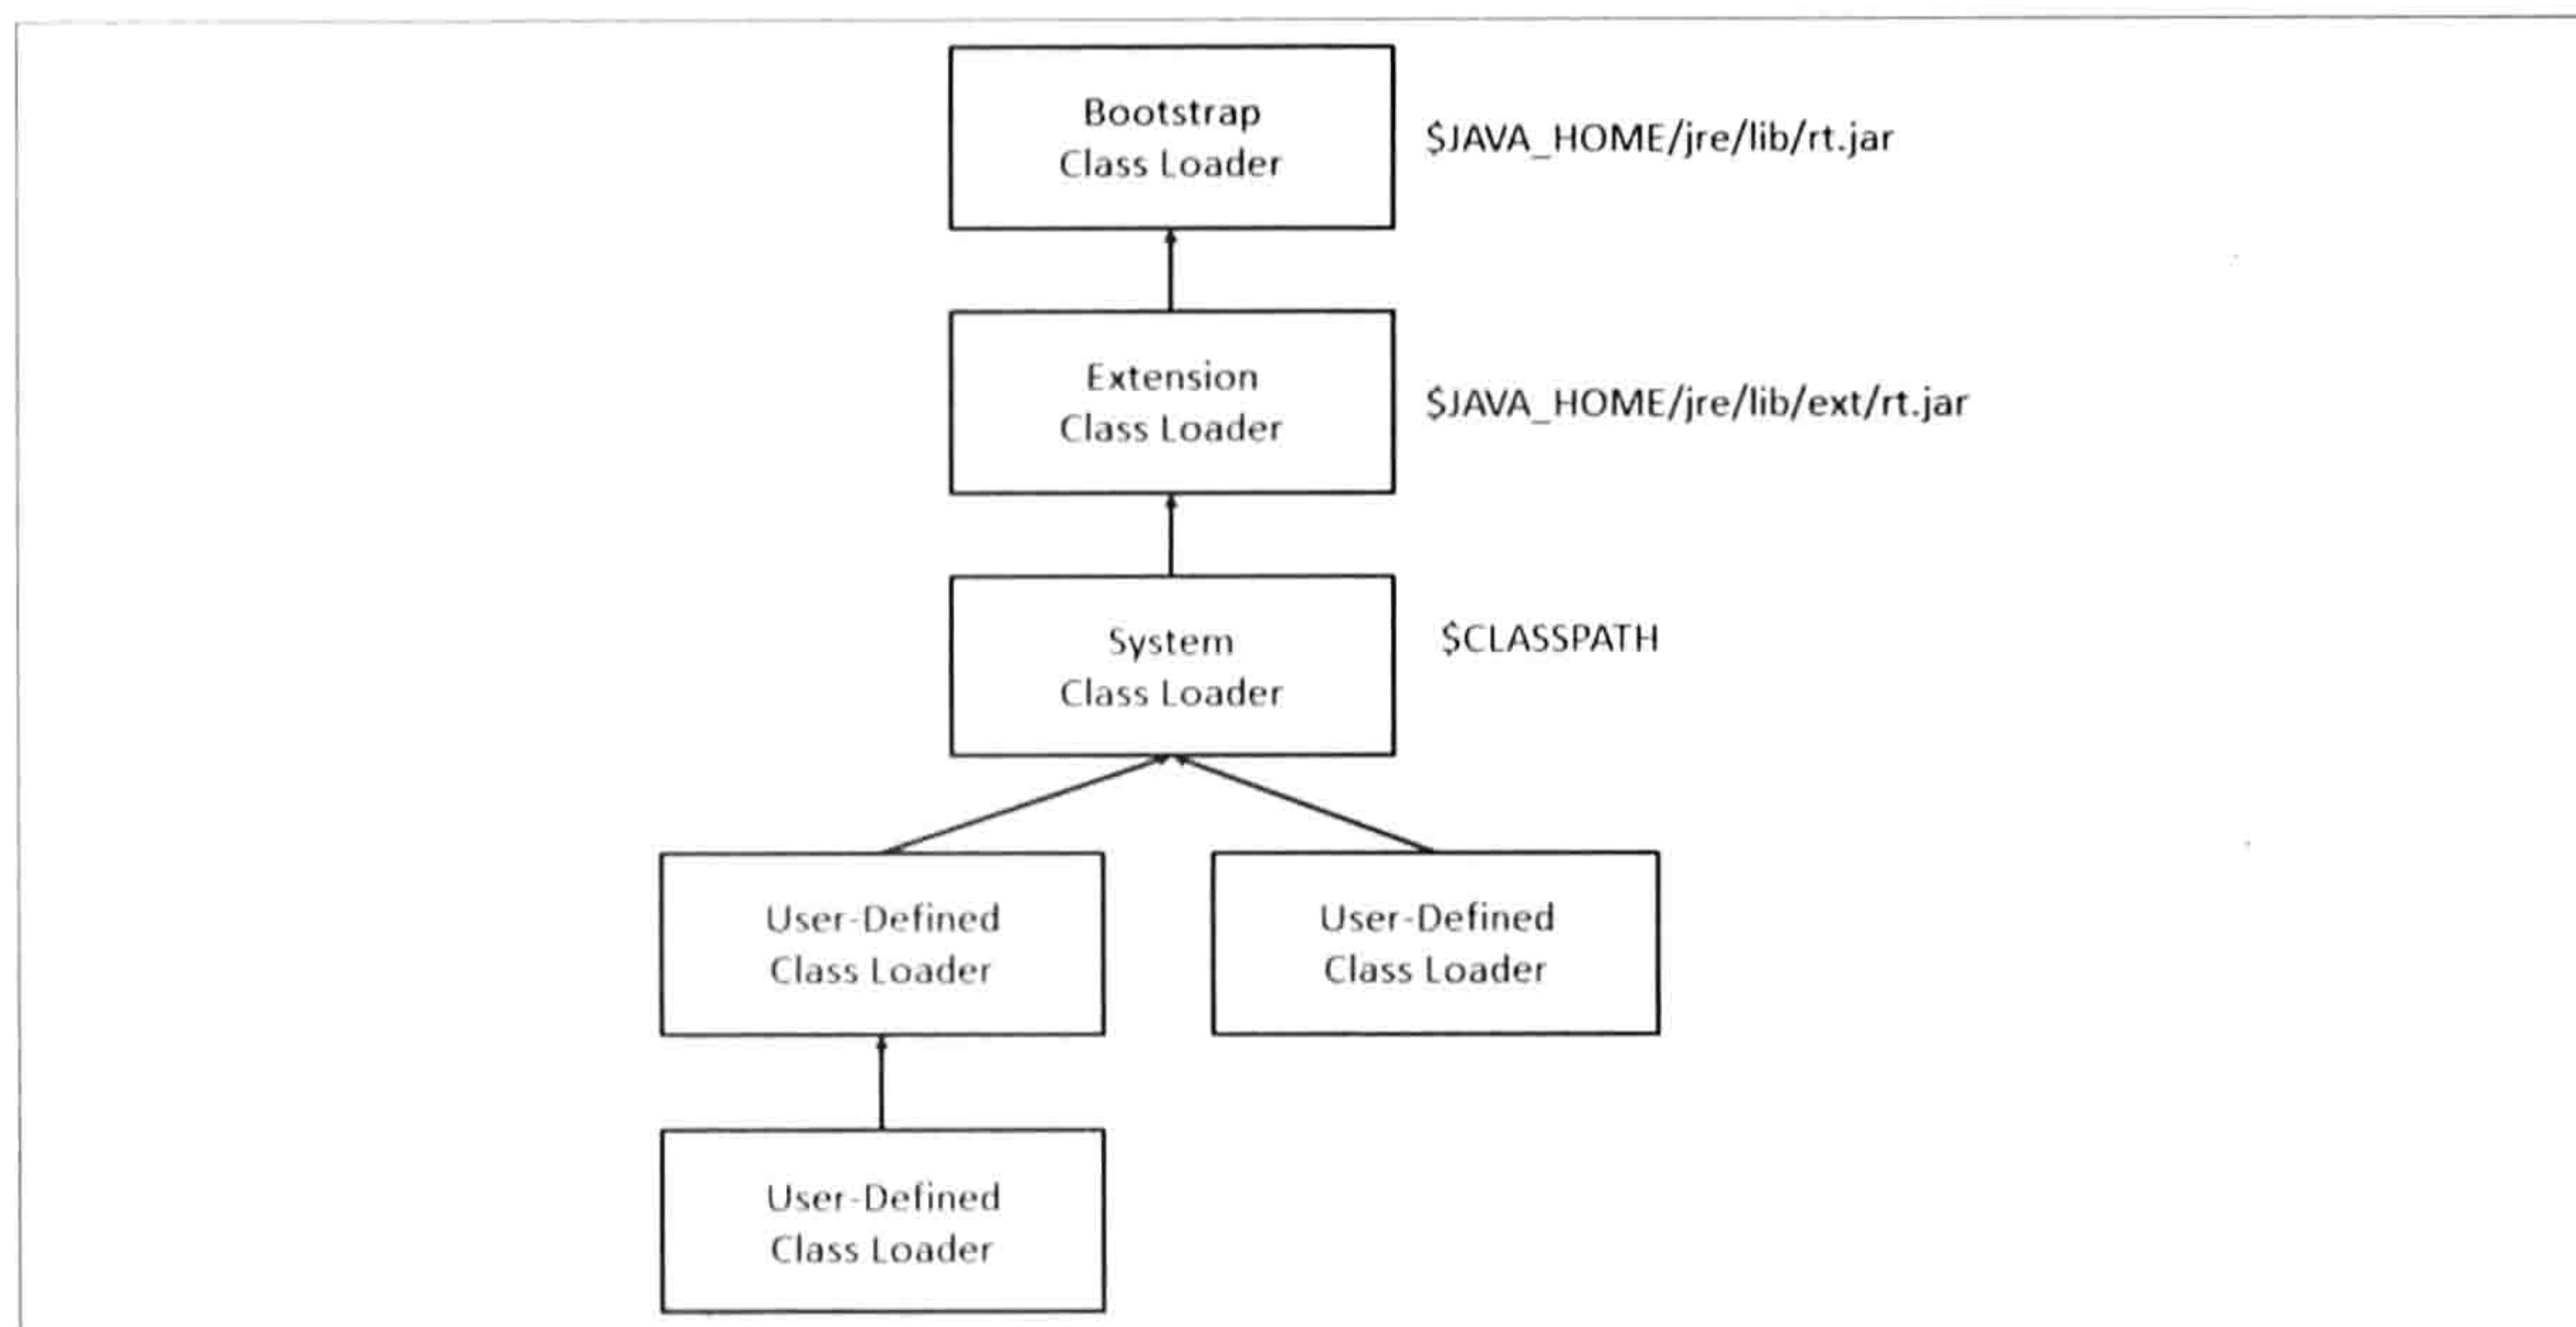 Bootstrap
Class Loader
$JAVA_HOME/jre/lib/rt.jar
Extension
Class Loader
$JAVA_HOME/jre/lib/ext/rt.jar
System
Class Loader
$CLASSPATH
User-Defined
Class Loader
User-Defined
Class Loader
User-Defined
Class Loader